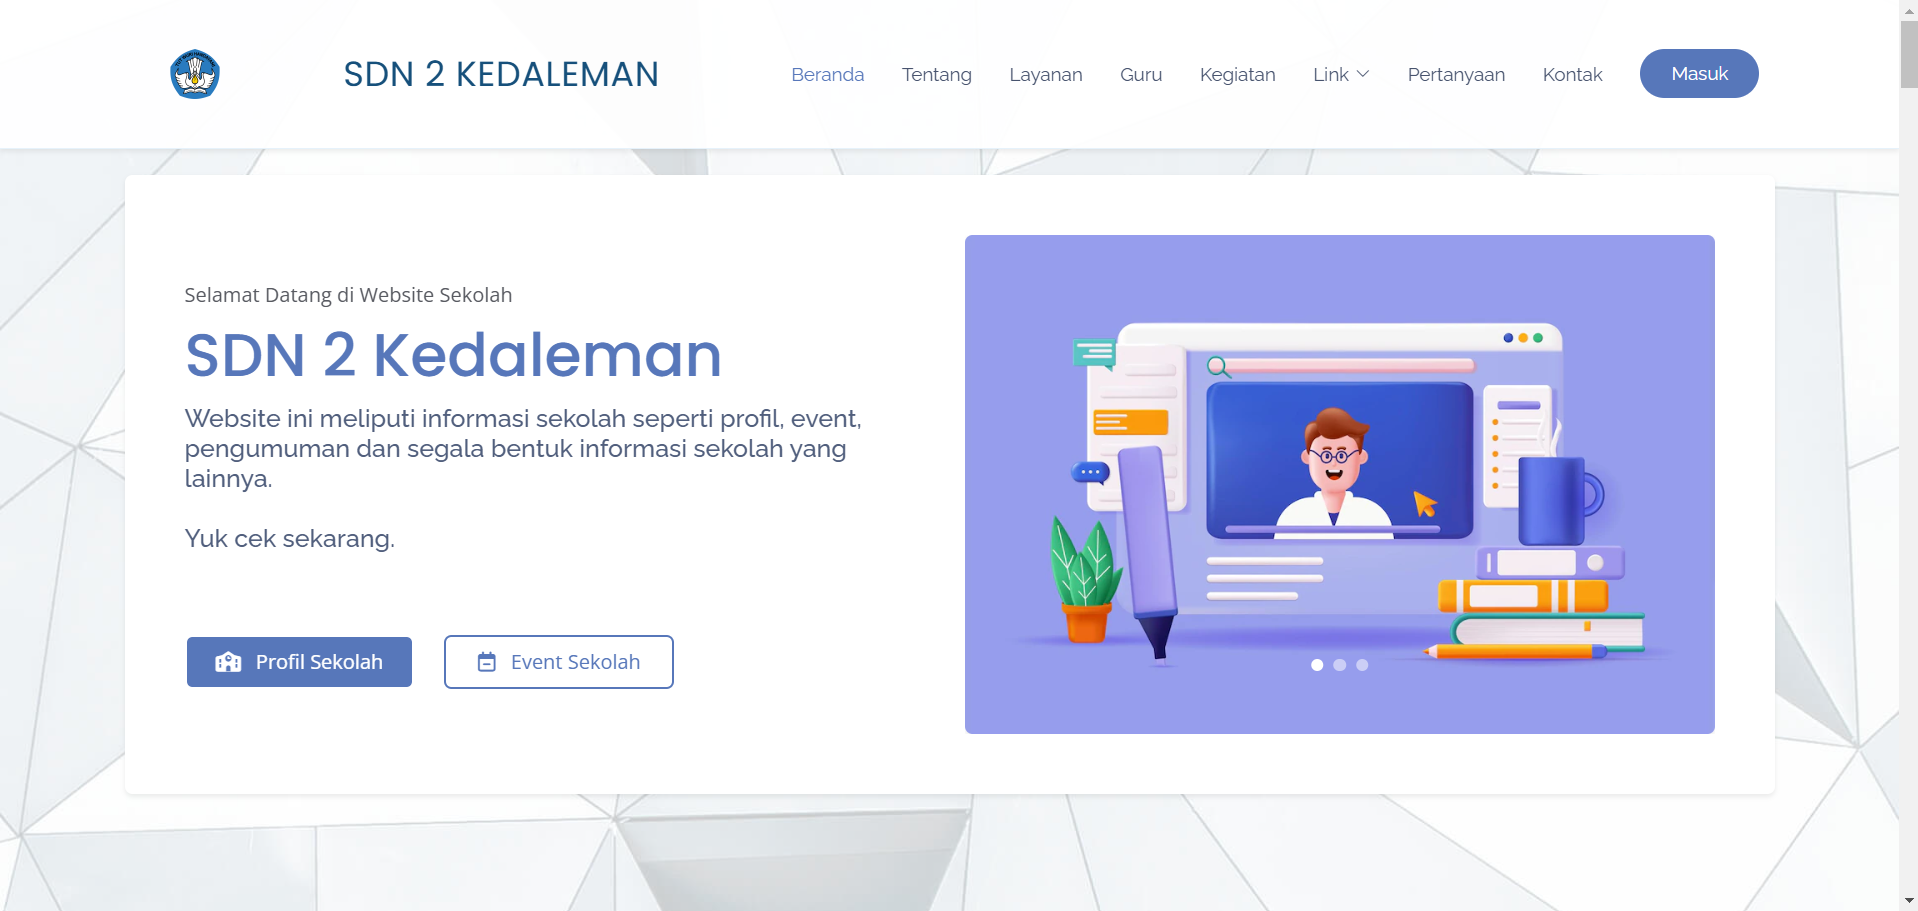 SDN 2 KEDALEMAN
Beranda
Tentang
Layanan
Guru
Kegiatan
Link
Pertanyaan
Kontak
Masuk
Selamat Datang di Website Sekolah
SDN 2 Kedaleman
Website ini meliputi informasi sekolah seperti profil, event,
pengumuman dan segala bentuk informasi sekolah yang
lainnya.
Yuk cek sekarang.
Profil Sekolah
Event Sekolah